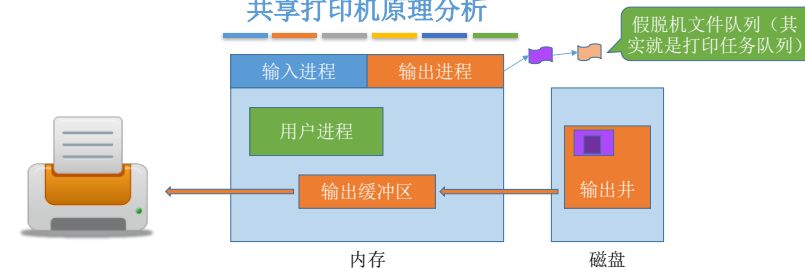 共享打印机原理分析
假脱机文件队列（其
实就是打印任务队列）
输入进程
输出进程
用户进程
输出缓冲区
输出井
内存
磁盘